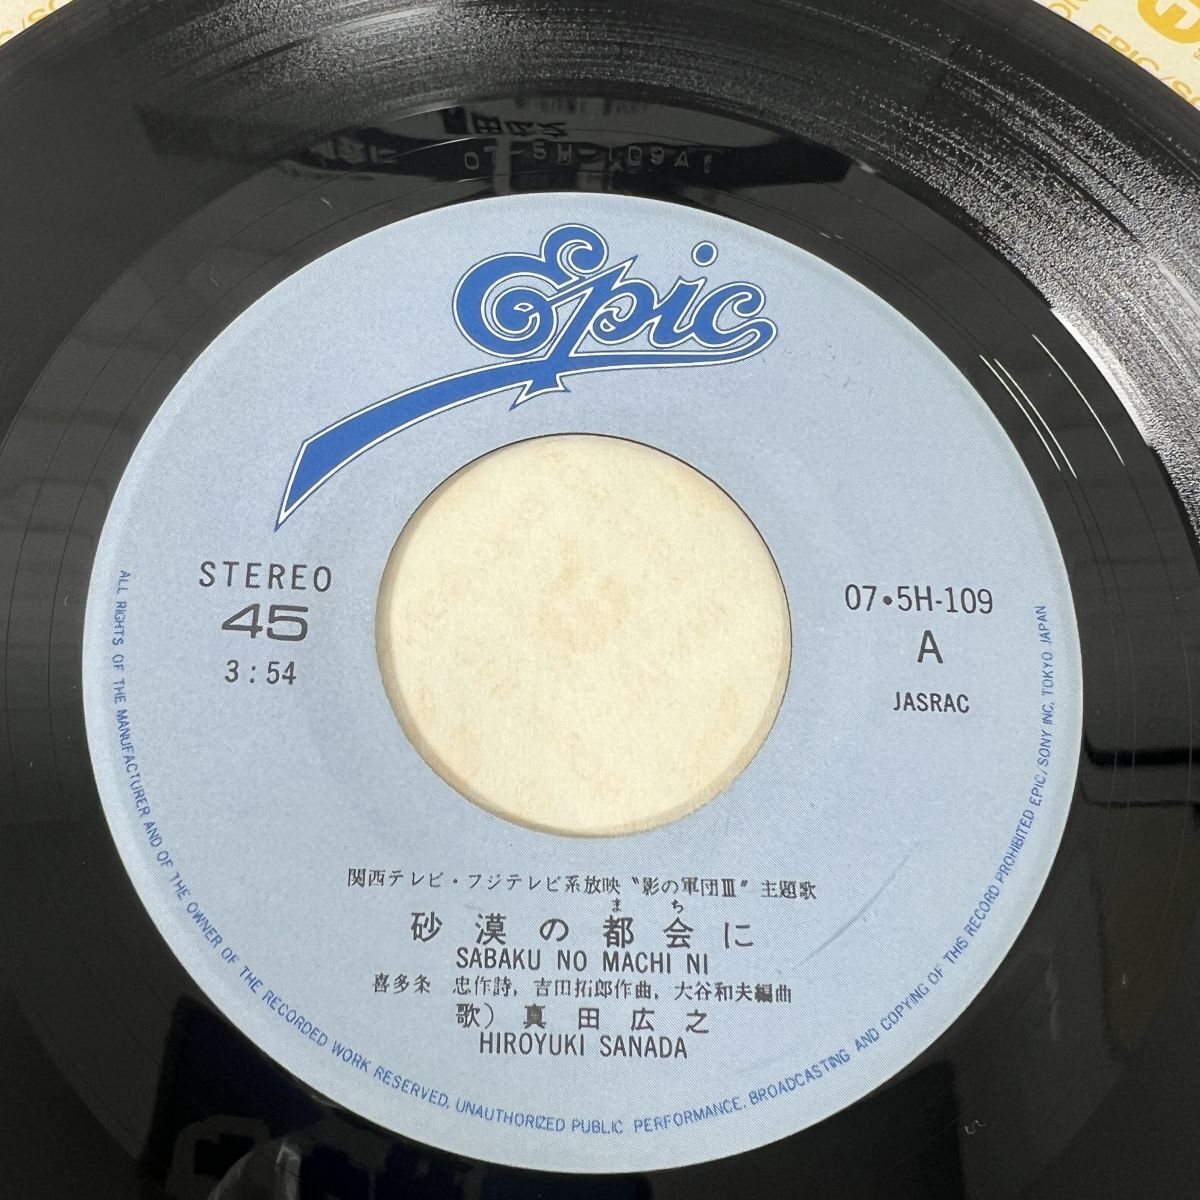 07-5H-109A1
Epic
STEREO
45
3:54
07•5H-109
A
JASRAC
関西テレビ・フジテレビ系放映〝影の軍団Ⅲ〟主題歌
まち
砂漠の都会に
SABAKU NO MACHI NI
喜多条 忠作詩,吉田拓郎作曲,大谷和夫編曲
歌)真田広之
HIROYUKI SANADA
ALL RIGHTS OF THE MANUFACTURER AND OF THE OWNER OF THE RECORDED WORK RESERVED, UNAUTHORIZED PUBLIC PERFORMANCE, BROADCASTING AND COPYING OF THIS RECORD PROHIBITED EPIC/SONY INC, TOKYO JAPAN